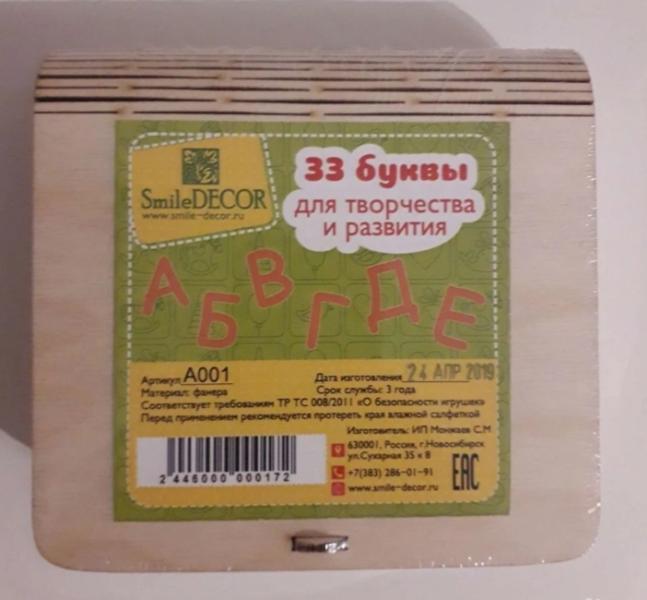 SmileDECOR
www.smile-decor.ru
33 буквы
для творчества
и развития
АБВГДЕ
Артикул A001
Дата изготовления 24 АПР 2019
Материал: фанера
Срок службы: 3 года
Соответствует требованиям ТР ТС 008/2011 «О безопасности игрушек»
Перед применением рекомендуется протереть края влажной салфеткой
Изготовитель: ИП Монжаев С.М
630001, Россия, г.Новосибирск
ул.Сухарная 35 к 8
+7(383) 286-01-91
www.smile-decor.ru
EAC
2 446000 000172